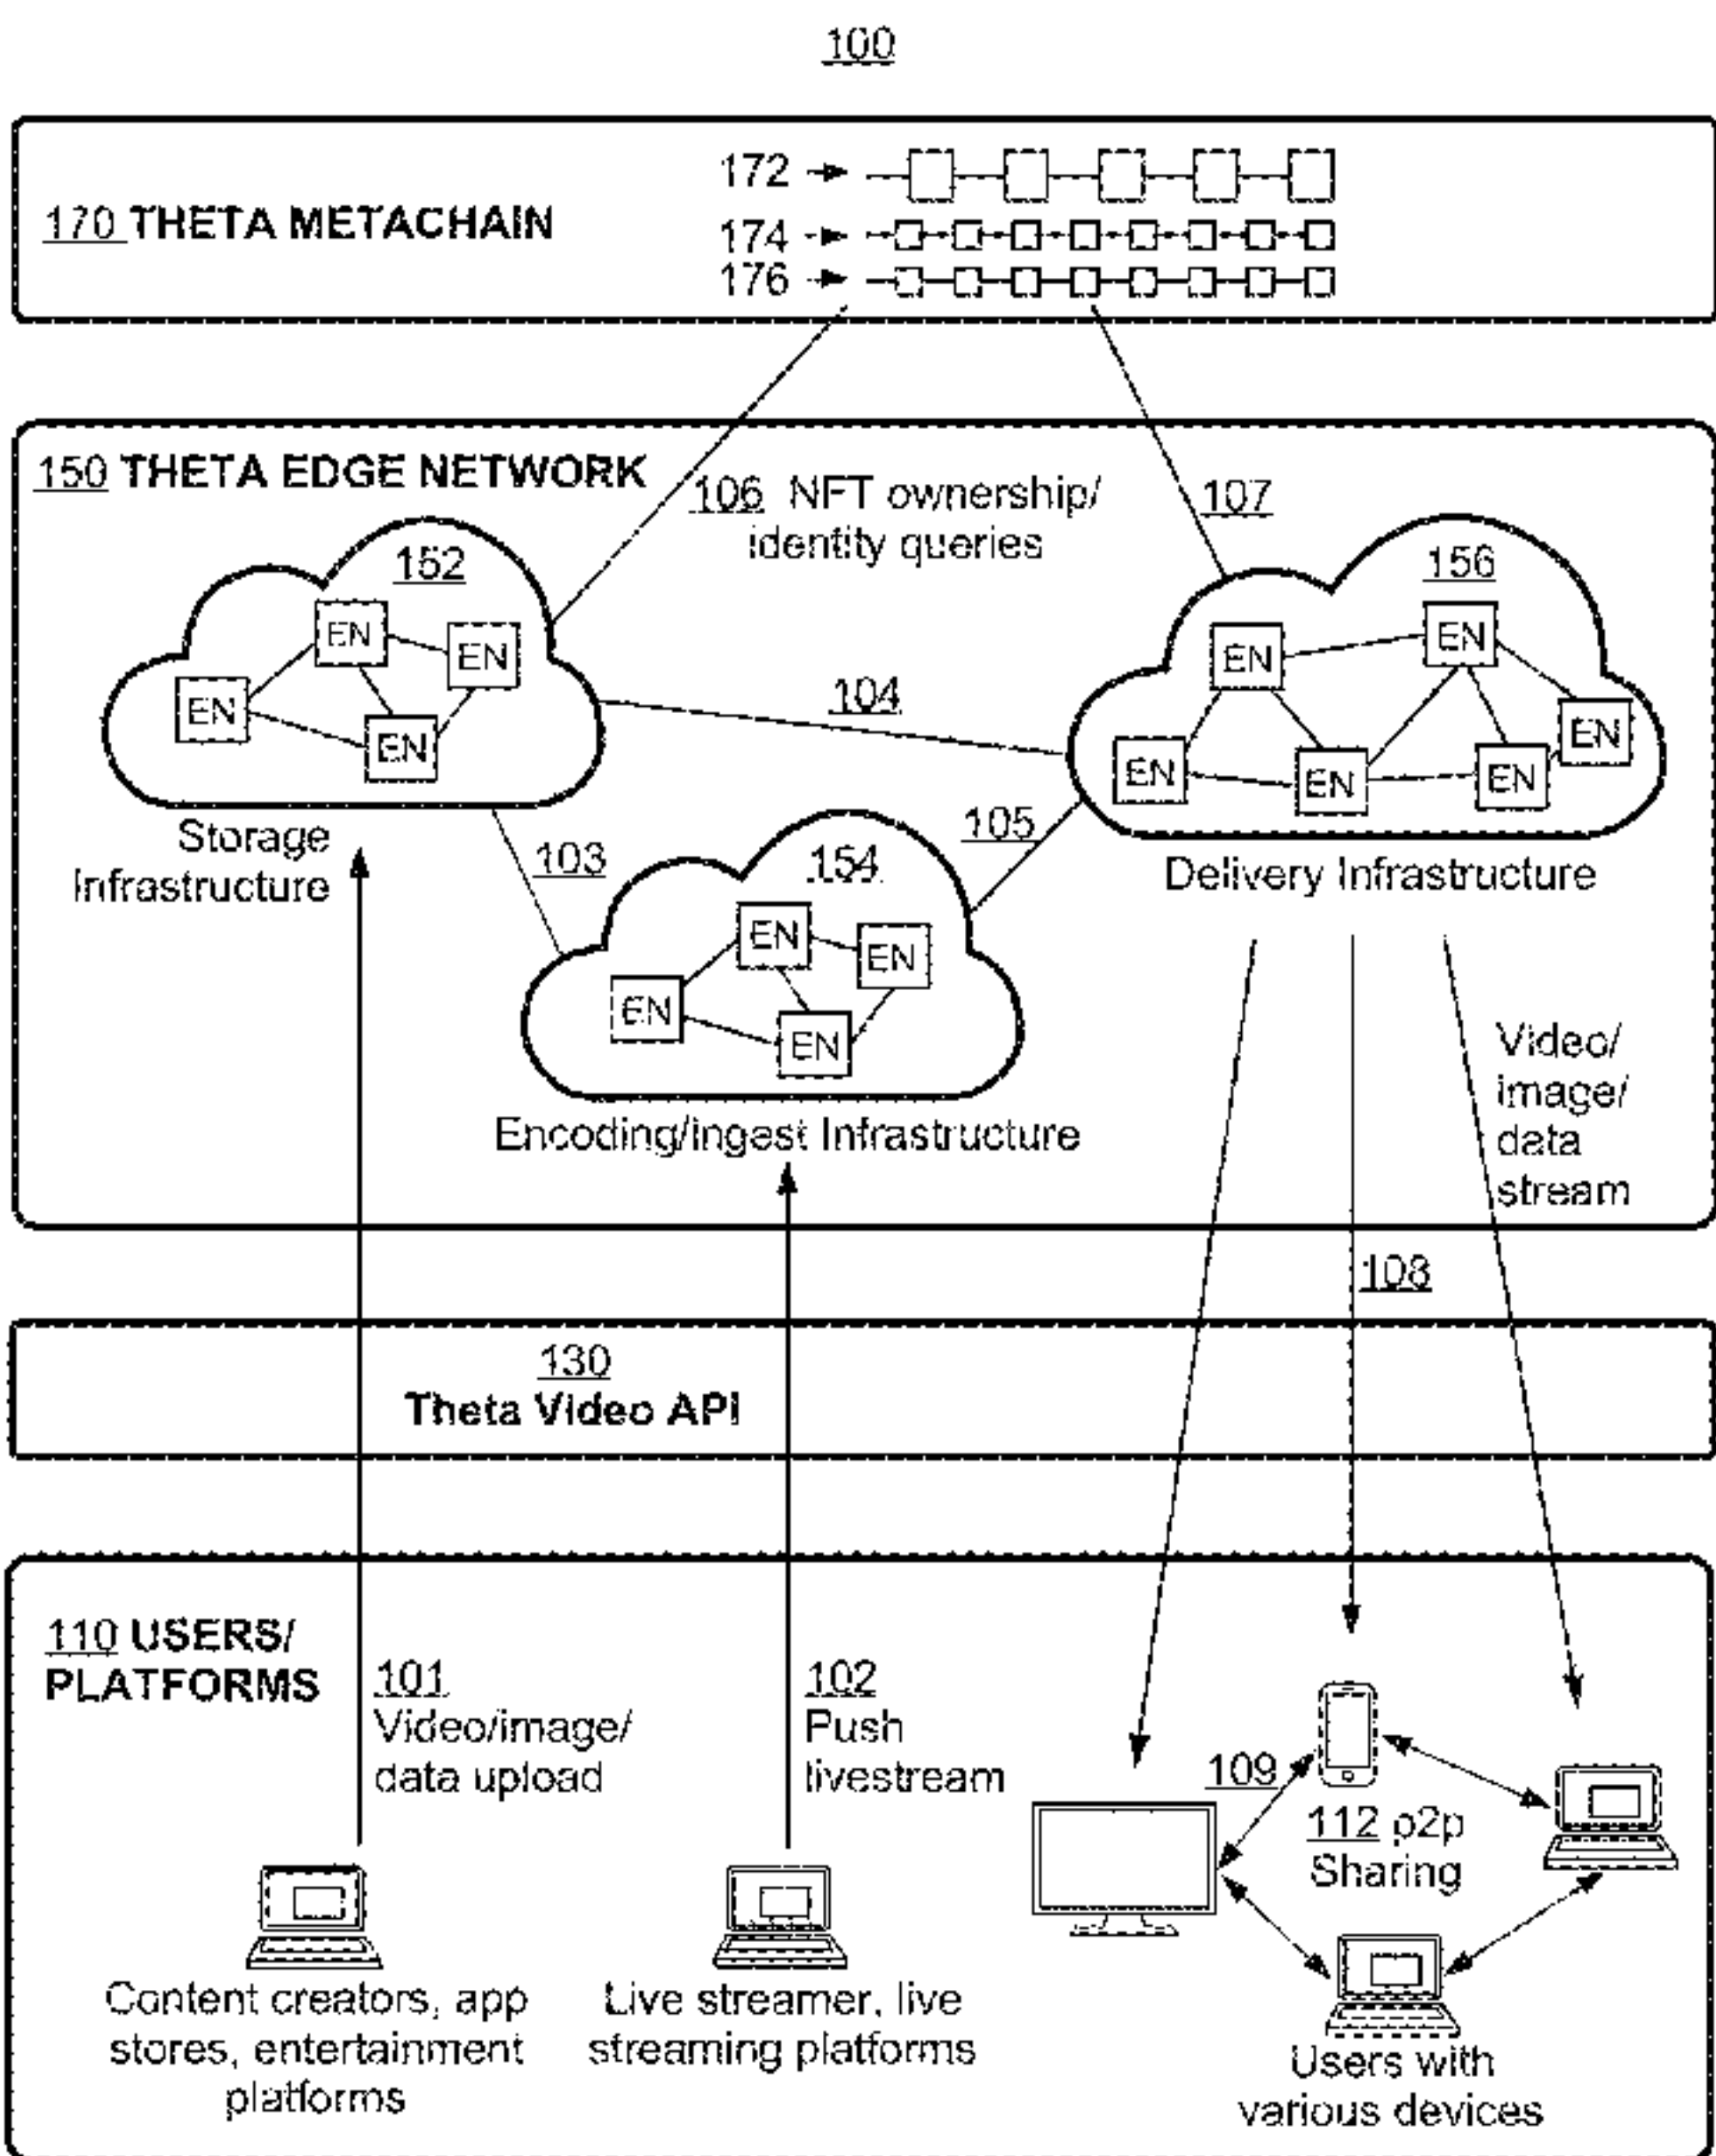 100
172
170 THETA METACHAIN
174
176
150 THETA EDGE NETWORK
106 NFT ownership/
identity queries
107
152
EN
EN
EN
EN
156
EN
EN
EN
EN
EN
EN
104
Storage
Infrastructure
103
105
154
EN
EN
EN
EN
Delivery Infrastructure
Encoding/ingest Infrastructure
Video/
image/
data
stream
108
130
Theta Video API
110 USERS/
PLATFORMS
101
Video/image/
data upload
102
Push
livestream
109
112 p2p
Sharing
Content creators, app
stores, entertainment
platforms
Live streamer, live
streaming platforms
Users with
various devices